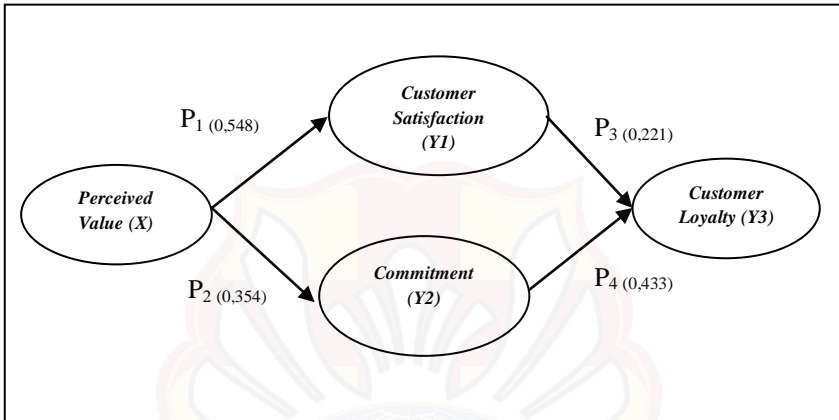 Customer
Satisfaction
(Y1)
P1 (0,548)
P3 (0,221)
Perceived
Value (X)
Customer
Loyalty (Y3)
Commitment
(Y2)
P2 (0,354)
P4 (0,433)